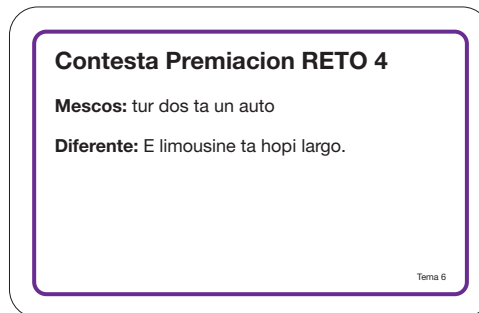 Contesta Premiacion RETO 4
Mescos: tur dos ta un auto
Diferente: E limousine ta hopi largo.
Tema 6